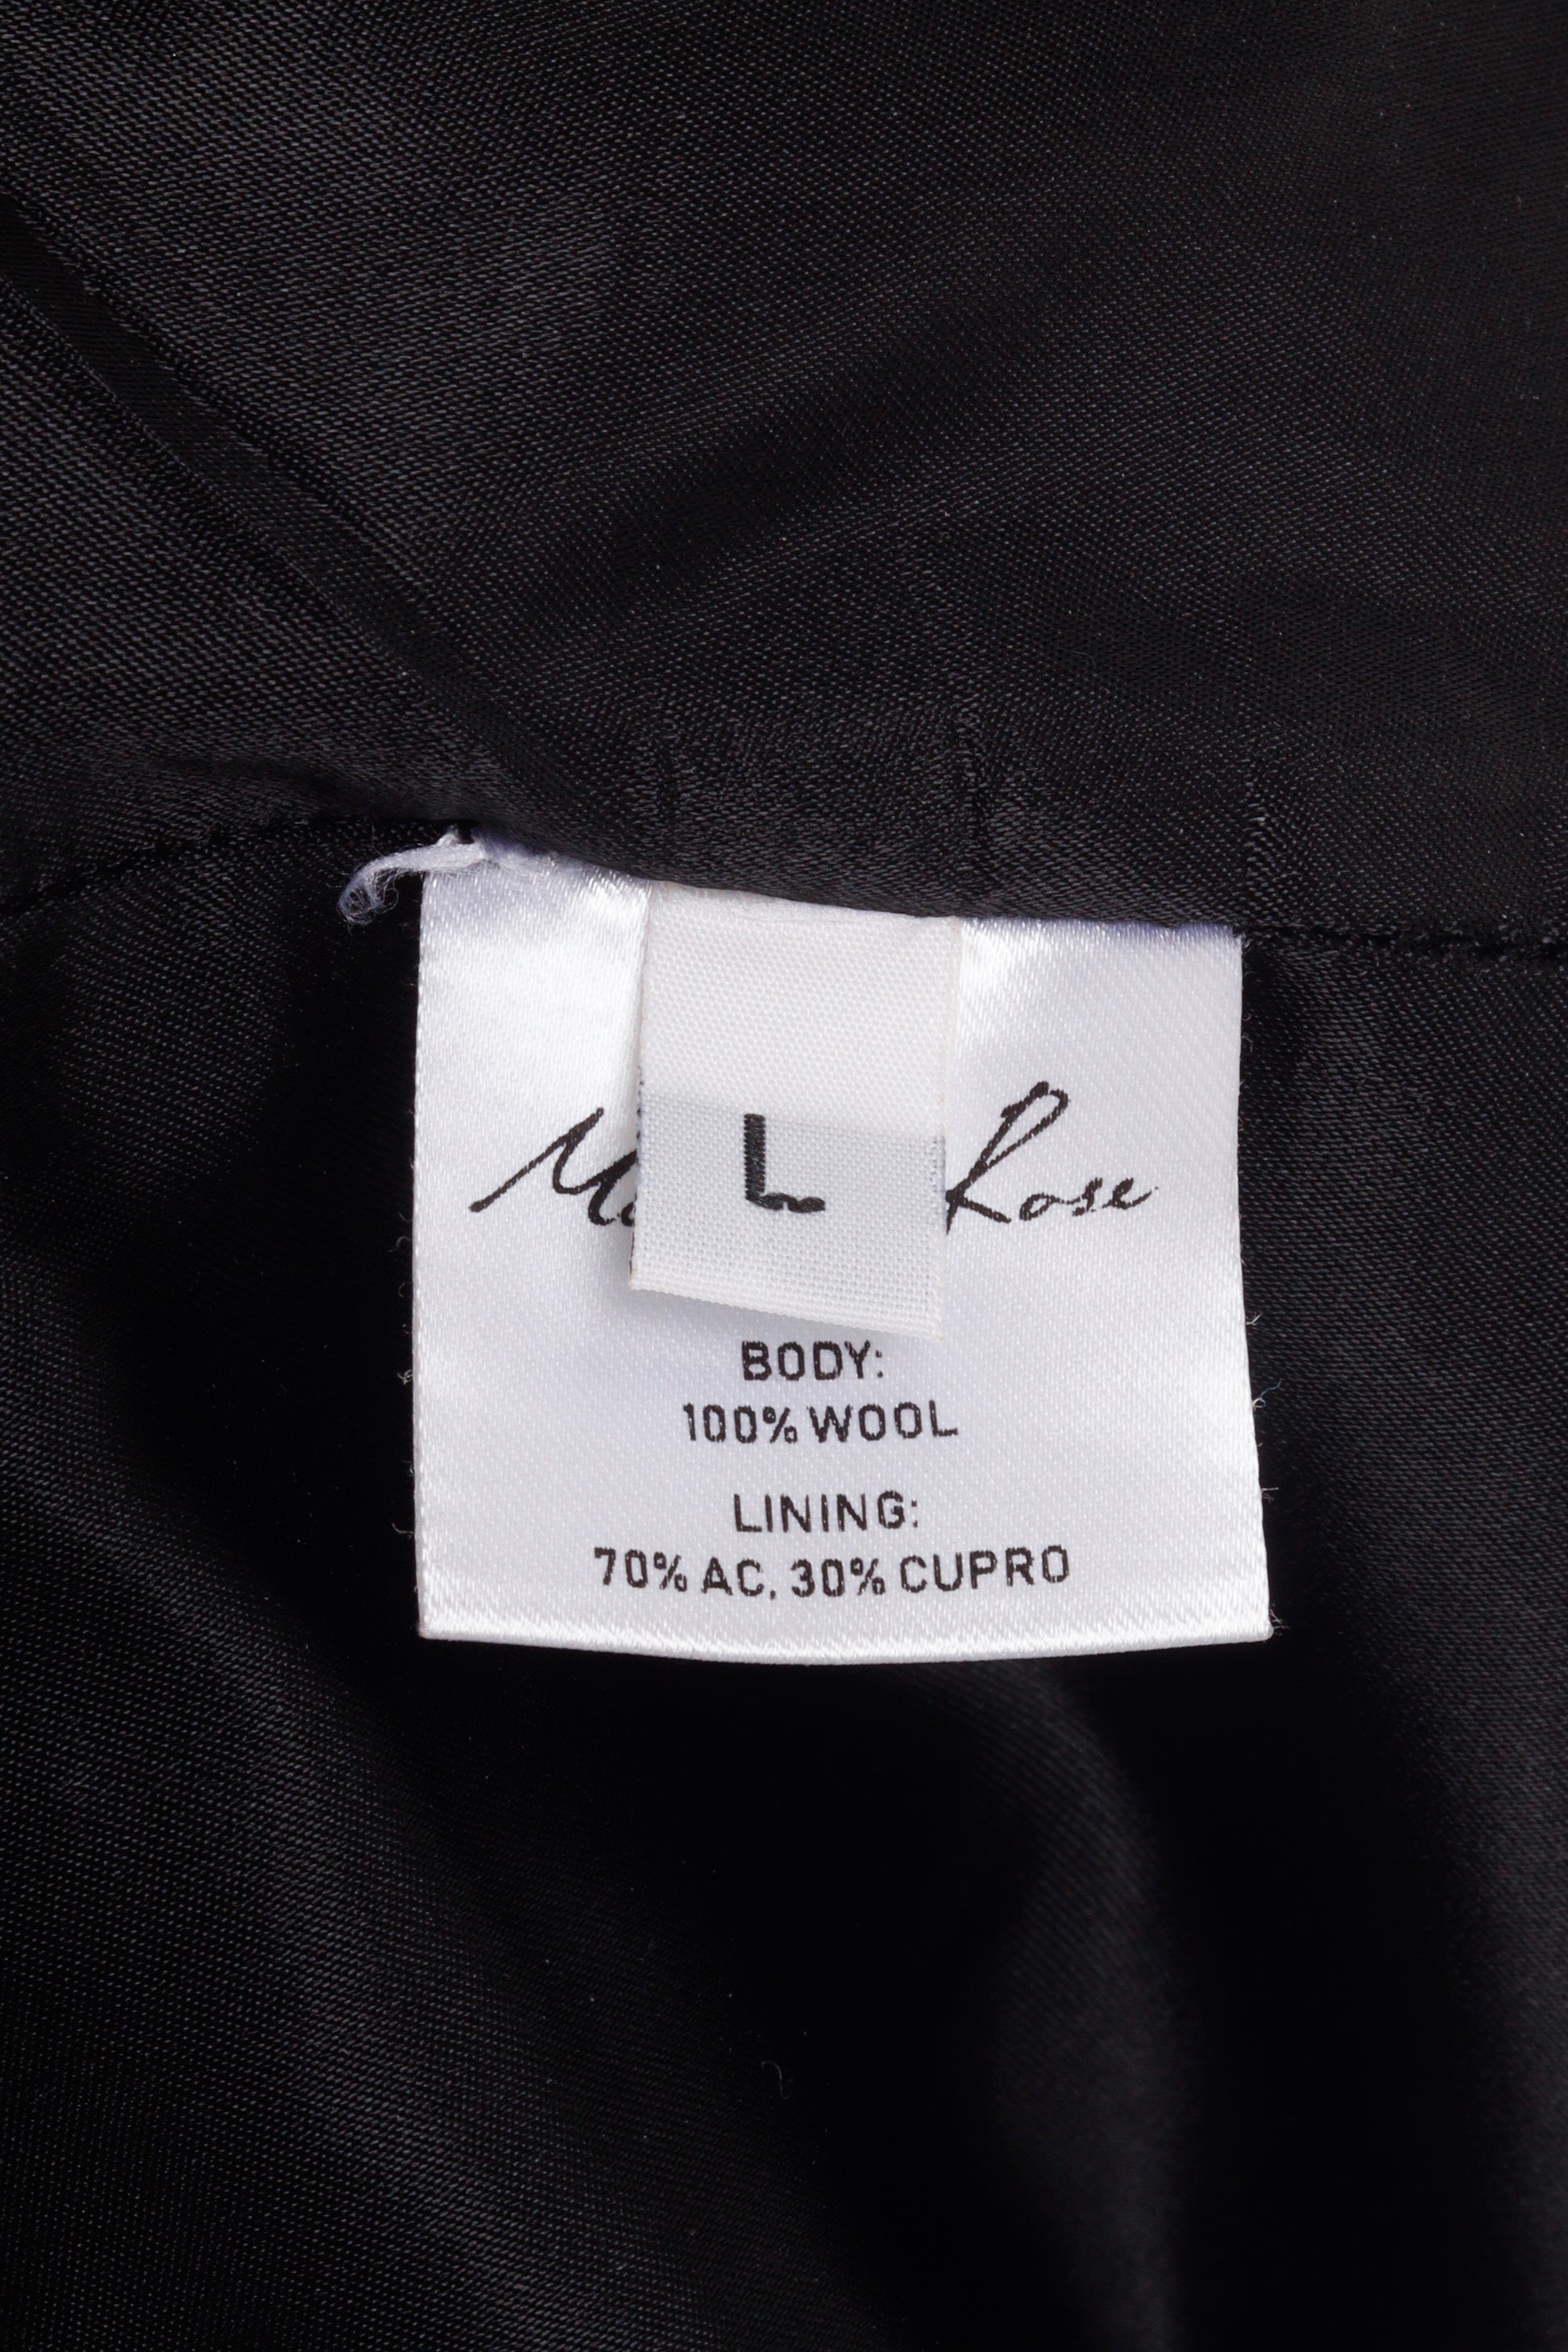 L
Rose
BODY:
100% WOOL
LINING:
70% AC, 30% CUPRO